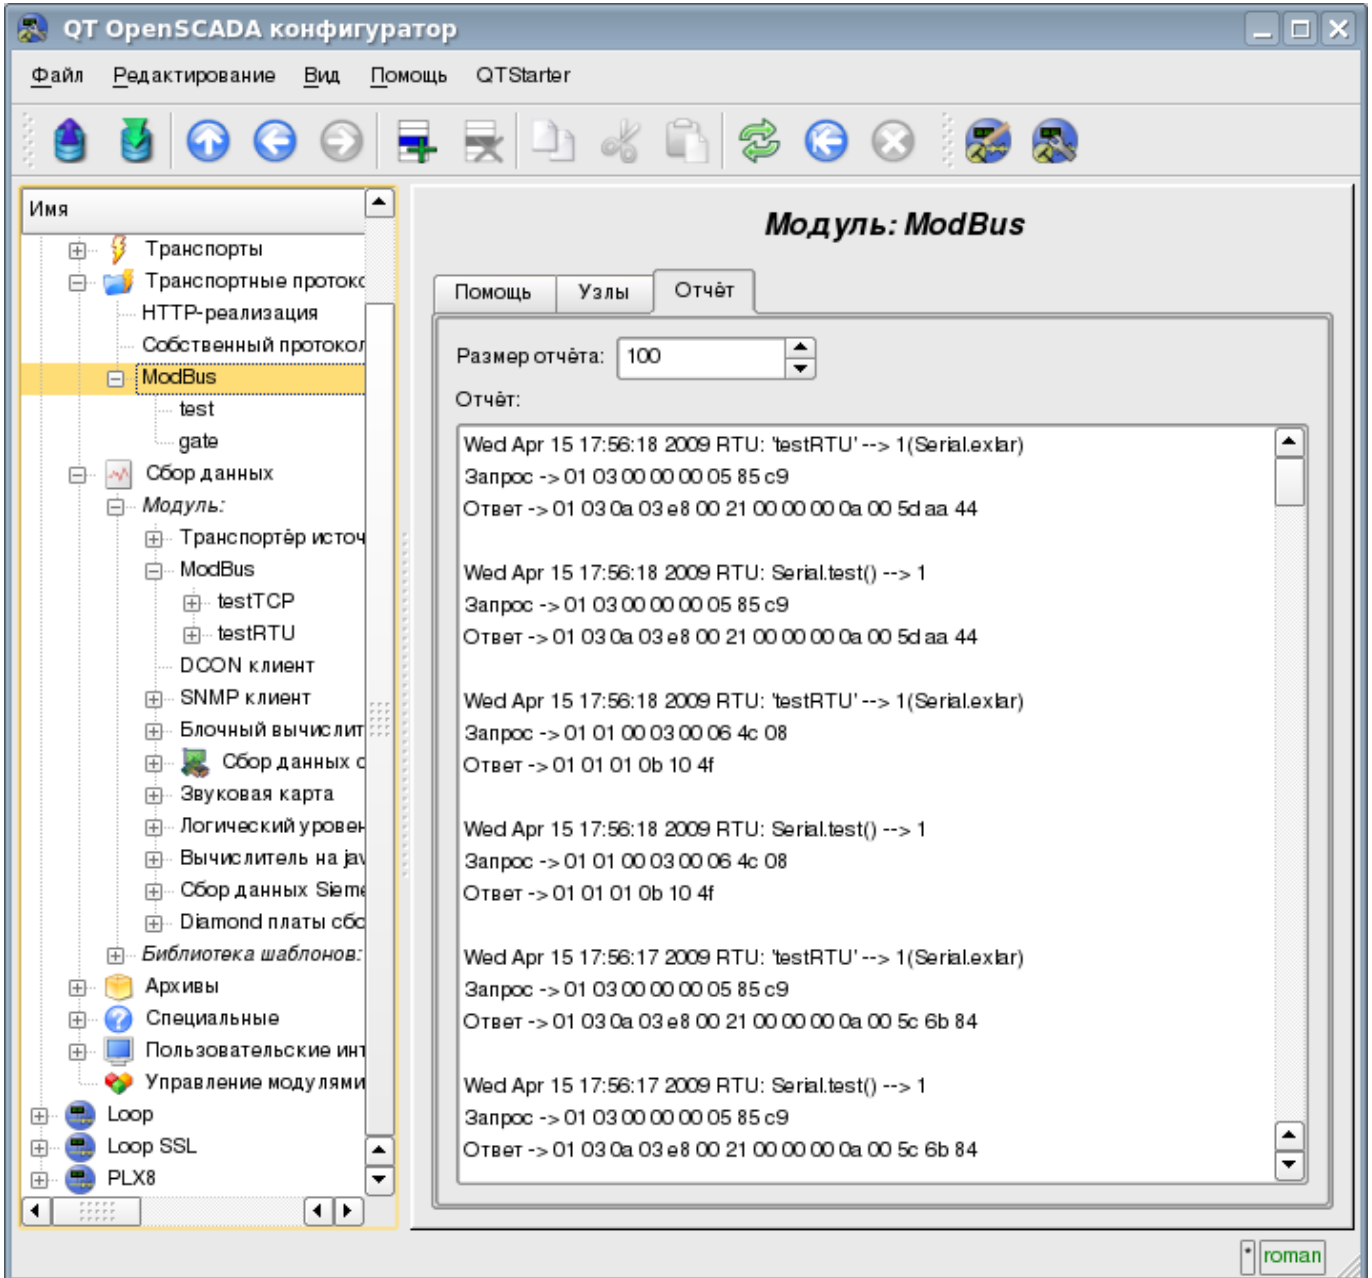 QT OpenSCADA конфигуратор
Файл Редактирование Вид Помощь QTStarter
Имя
Транспорты
Транспортные протокс
HTTP-реализация
Собственный протокол
ModBus
test
gate
Сбор данных
Модуль:
Транспортёр источ
ModBus
testTCP
testRTU
DCON клиент
SNMP клиент
Блочный вычислит
Сбор данных с
Звуковая карта
Логический уровен
Вычислитель на jav
Сбор данных Sieme
Diamond платы сбо
Библиотека шаблонов:
Архивы
Специальные
Пользовательские инт
Управление модулями
Loop
Loop SSL
PLX8
Модуль: ModBus
Помощь Узлы Отчёт
Размер отчёта: 100
Отчёт:
Wed Apr 15 17:56:18 2009 RTU: 'testRTU' --> 1(Serial.exlar)
Запрос -> 01 03 00 00 00 05 85 c9
Ответ -> 01 03 0a 03 e8 00 21 00 00 00 0a 00 5d aa 44
Wed Apr 15 17:56:18 2009 RTU: Serial.test() --> 1
Запрос -> 01 03 00 00 00 05 85 c9
Ответ -> 01 03 0a 03 e8 00 21 00 00 00 0a 00 5d aa 44
Wed Apr 15 17:56:18 2009 RTU: 'testRTU' --> 1(Serial.exlar)
Запрос -> 01 01 00 03 00 06 4c 08
Ответ -> 01 01 01 0b 10 4f
Wed Apr 15 17:56:18 2009 RTU: Serial.test() --> 1
Запрос -> 01 01 00 03 00 06 4c 08
Ответ -> 01 01 01 0b 10 4f
Wed Apr 15 17:56:17 2009 RTU: 'testRTU' --> 1(Serial.exlar)
Запрос -> 01 03 00 00 00 05 85 c9
Ответ -> 01 03 0a 03 e8 00 21 00 00 00 0a 00 5c 6b 84
Wed Apr 15 17:56:17 2009 RTU: Serial.test() --> 1
Запрос -> 01 03 00 00 00 05 85 c9
Ответ -> 01 03 0a 03 e8 00 21 00 00 00 0a 00 5c 6b 84
* roman